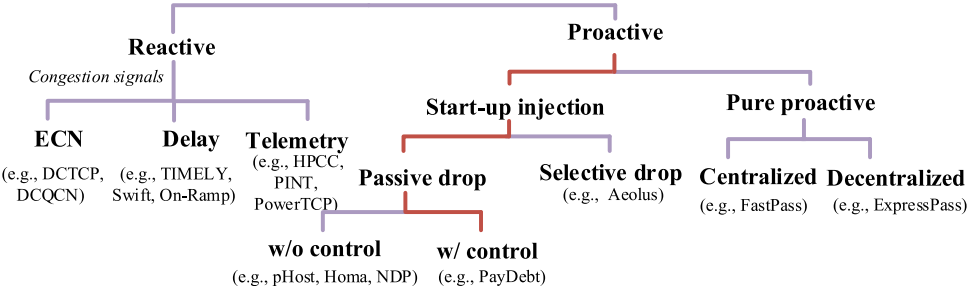 Reactive
Proactive
Congestion signals
Start-up injection
Pure proactive
ECN
(e.g., DCTCP,
DCQCN)
Delay
(e.g., TIMELY,
Swift, On-Ramp)
Telemetry
(e.g., HPCC,
PINT,
PowerTCP)
Passive drop
Selective drop
(e.g., Aeolus)
Centralized
(e.g., FastPass)
Decentralized
(e.g., ExpressPass)
w/o control
(e.g., pHost, Homa, NDP)
w/ control
(e.g., PayDebt)